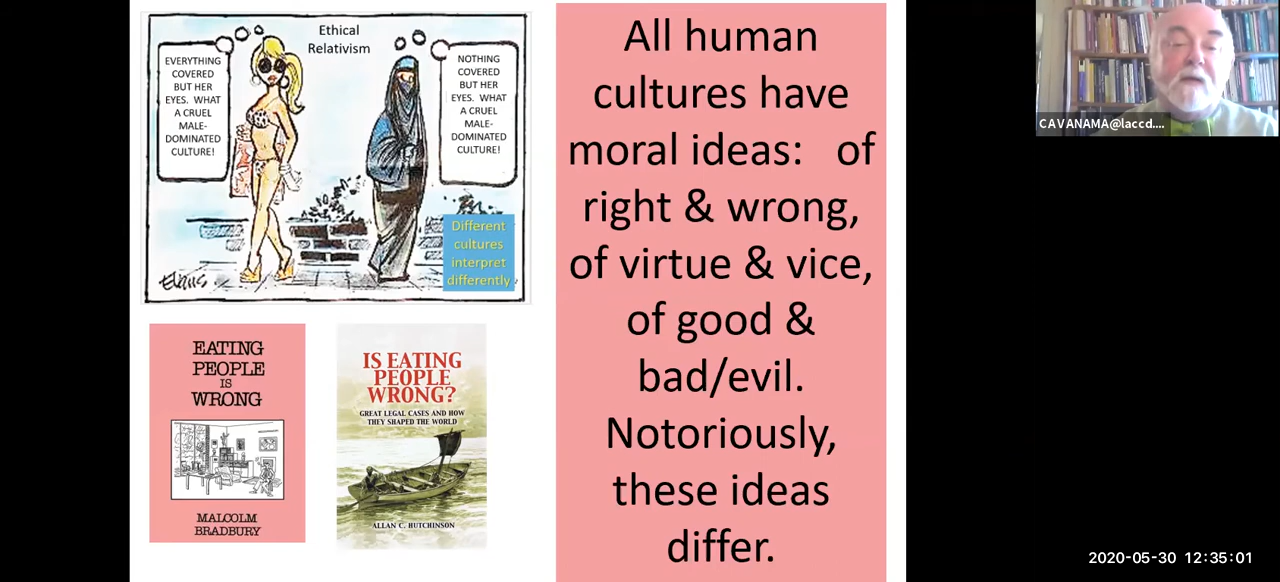 Ethical
Relativism
EVERYTHING
COVERED
BUT HER
EYES. WHAT
A CRUEL
MALE-
DOMINATED
CULTURE!
NOTHING
COVERED
BUT HER
EYES. WHAT
A CRUEL
MALE-
DOMINATED
CULTURE!
Different
cultures
interpret
differently
Evans
EATING
PEOPLE
IS
WRONG
MALCOLM
BRADBURY
IS EATING
PEOPLE
WRONG?
GREAT LEGAL CASES AND HOW
THEY SHAPED THE WORLD
ALLAN C. HUTCHINSON
All human
cultures have
moral ideas: of
right & wrong,
of virtue & vice,
of good &
bad/evil.
Notoriously,
these ideas
differ.
CAVANAMA@laccd....
2020-05-30 12:35:01